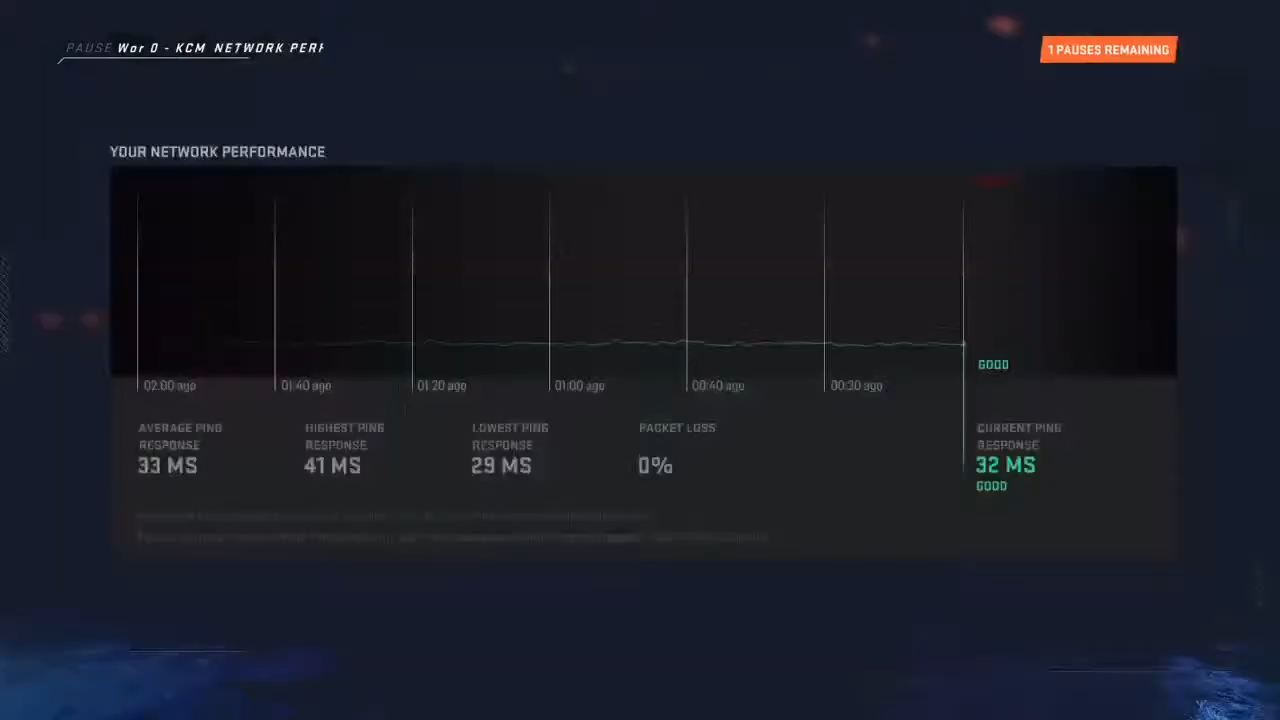 PAUSE War 0 - KCM NETWORK PERF
1 PAUSES REMAINING
YOUR NETWORK PERFORMANCE
GOOD
02:00 ago 01:40 ago 01:20 ago 01:00 ago 00:40 ago 00:20 ago
AVERAGE PING RESPONSE
33 MS
HIGHEST PING RESPONSE
41 MS
LOWEST PING RESPONSE
29 MS
PACKET LOSS
0%
CURRENT PING RESPONSE
32 MS
GOOD